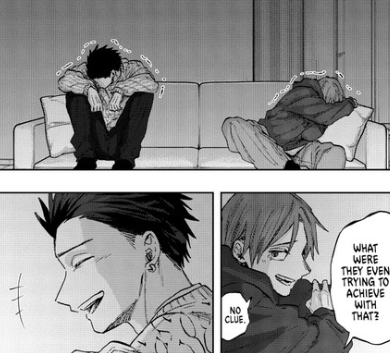 WHAT
WERE
THEY EVEN
TRYING TO
ACHIEVE
WITH
THAT?
NO
CLUE.